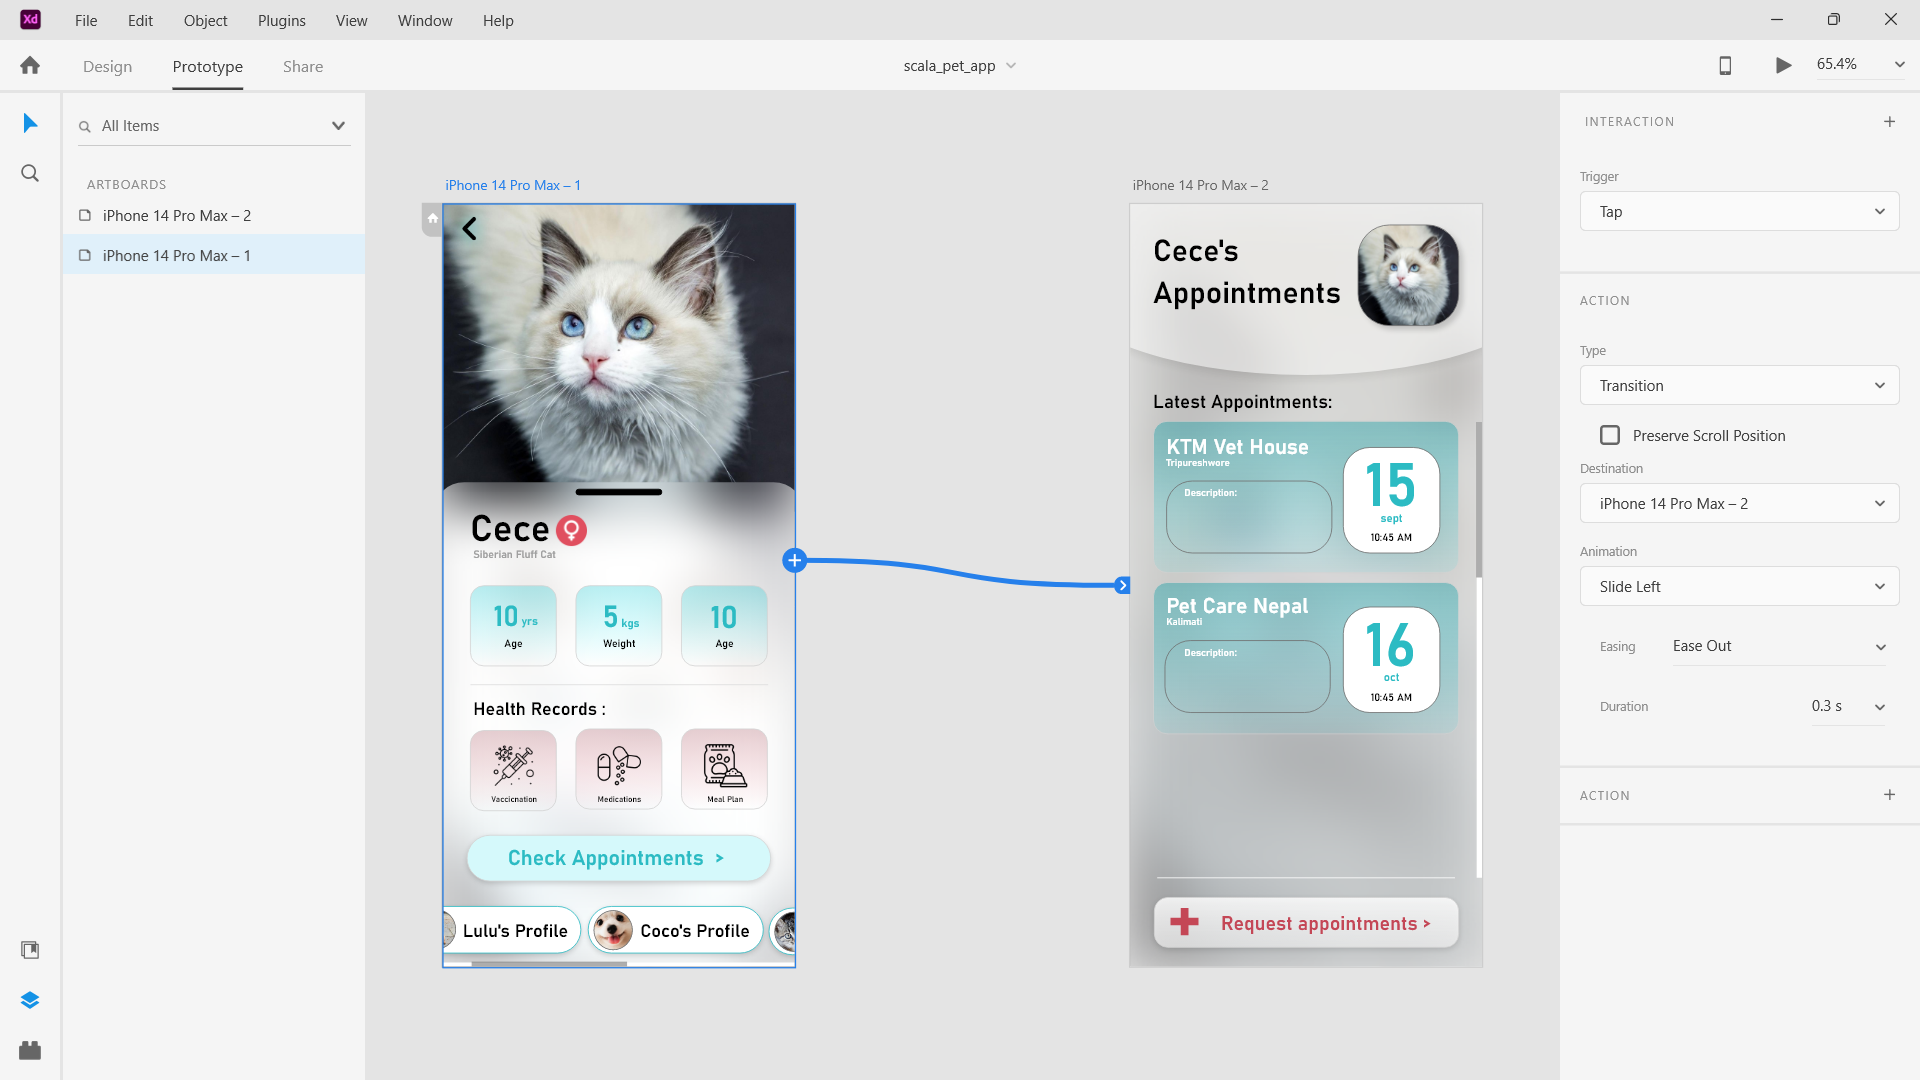 Xd File Edit Object Plugins View Window Help
Design Prototype Share
scala_pet_app
65.4%
All Items
ARTBOARDS
iPhone 14 Pro Max – 2
iPhone 14 Pro Max – 1
iPhone 14 Pro Max – 1
Cece
Siberian Fluff Cat
10 yrs
Age
5 kgs
Weight
10
Age
Health Records :
Vaccicnation
Medications
Meal Plan
Check Appointments >
Lulu's Profile
Coco's Profile
iPhone 14 Pro Max – 2
Cece's
Appointments
Latest Appointments:
KTM Vet House
Tripureshwore
Description:
15
sept
10:45 AM
Pet Care Nepal
Kalimati
Description:
16
oct
10:45 AM
Request appointments >
INTERACTION
Trigger
Tap
ACTION
Type
Transition
Preserve Scroll Position
Destination
iPhone 14 Pro Max – 2
Animation
Slide Left
Easing Ease Out
Duration 0.3 s
ACTION